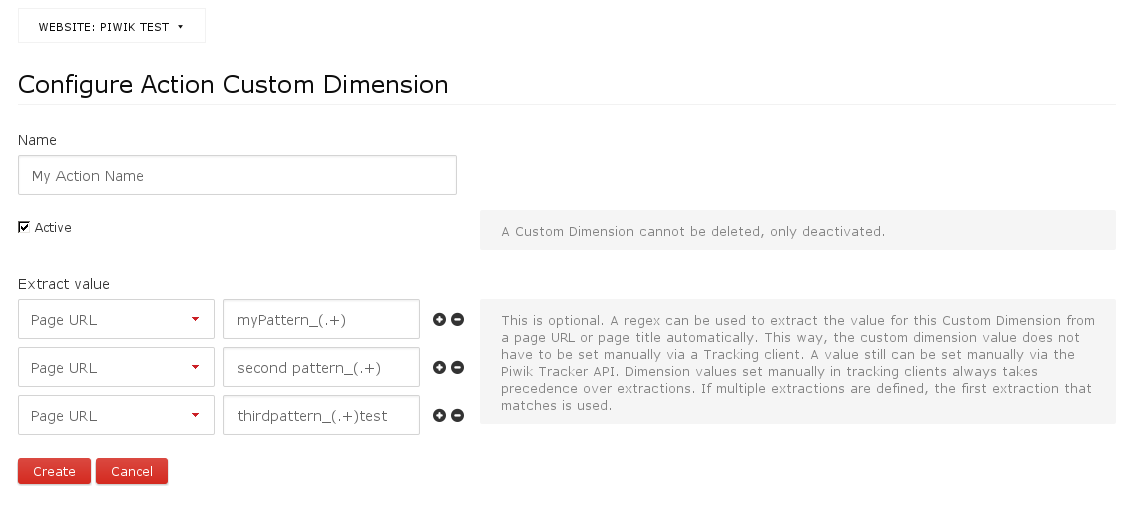 WEBSITE: PIWIK TEST
Configure Action Custom Dimension
Name
My Action Name
Active
A Custom Dimension cannot be deleted, only deactivated.
Extract value
Page URL myPattern_(.+)
Page URL second pattern_(.+)
Page URL thirdpattern_(.+)test
This is optional. A regex can be used to extract the value for this Custom Dimension from
a page URL or page title automatically. This way, the custom dimension value does not
have to be set manually via a Tracking client. A value still can be set manually via the
Piwik Tracker API. Dimension values set manually in tracking clients always takes
precedence over extractions. If multiple extractions are defined, the first extraction that
matches is used.
Create Cancel